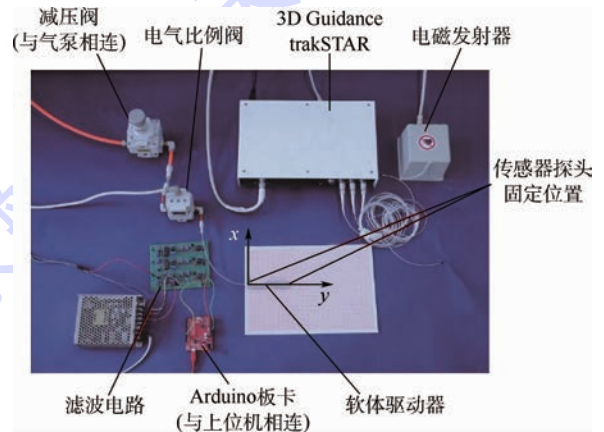 减压阀
(与气泵相连)
电气比例阀
3D Guidance
trakSTAR
电磁发射器
传感器探头
固定位置
x
y
滤波电路
Arduino板卡
(与上位机相连)
软体驱动器